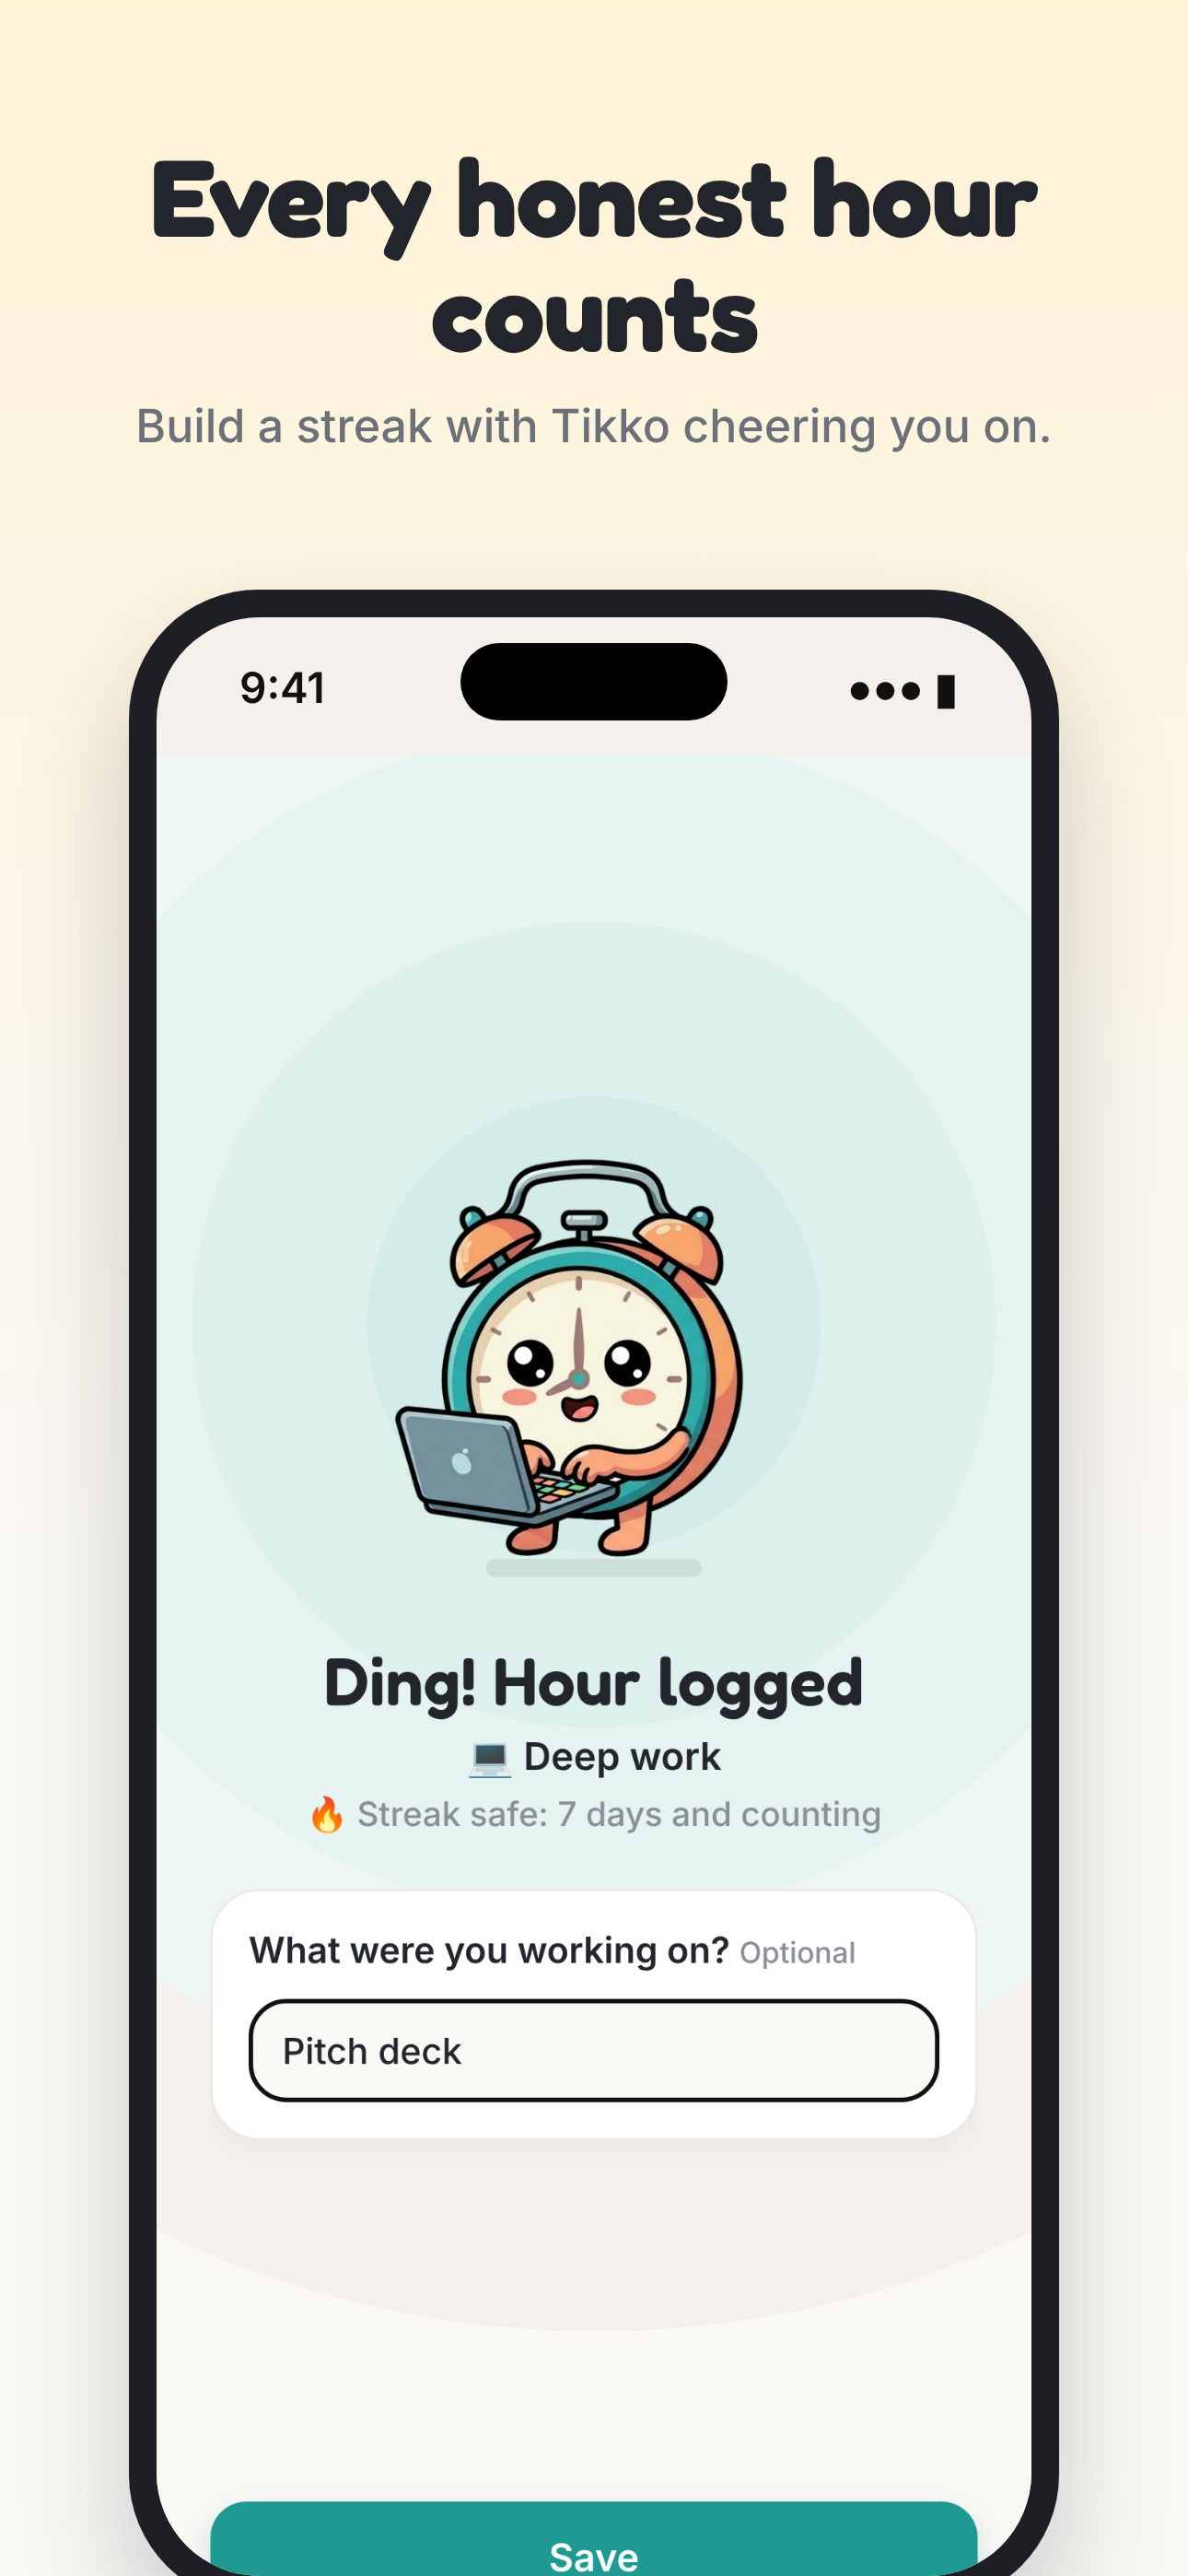 Every honest hour
counts
Build a streak with Tikko cheering you on.
9:41
Ding! Hour logged
💻 Deep work
🔥 Streak safe: 7 days and counting
What were you working on? Optional
Pitch deck
Save